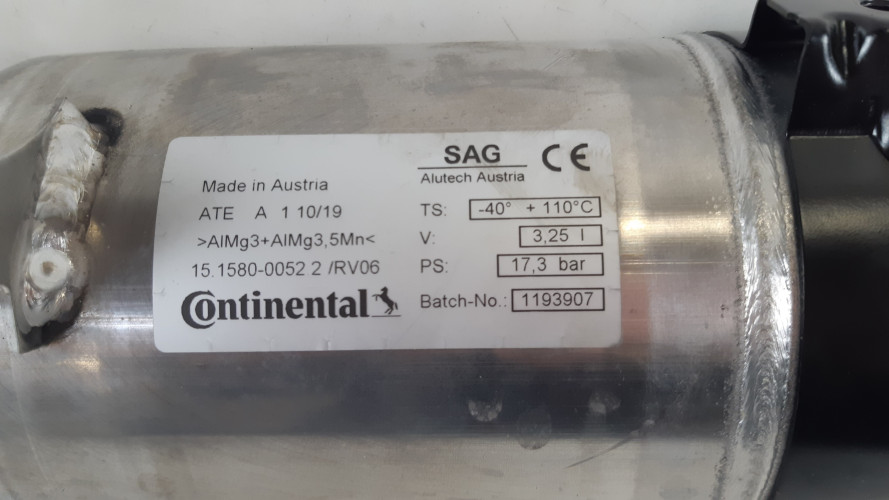 Made in Austria
ATE A 1 10/19
>AlMg3+AlMg3,5Mn<
15.1580-0052 2 /RV06
Continental
SAG CE
Alutech Austria
TS: -40° + 110°C
V: 3,25 l
PS: 17,3 bar
Batch-No.: 1193907